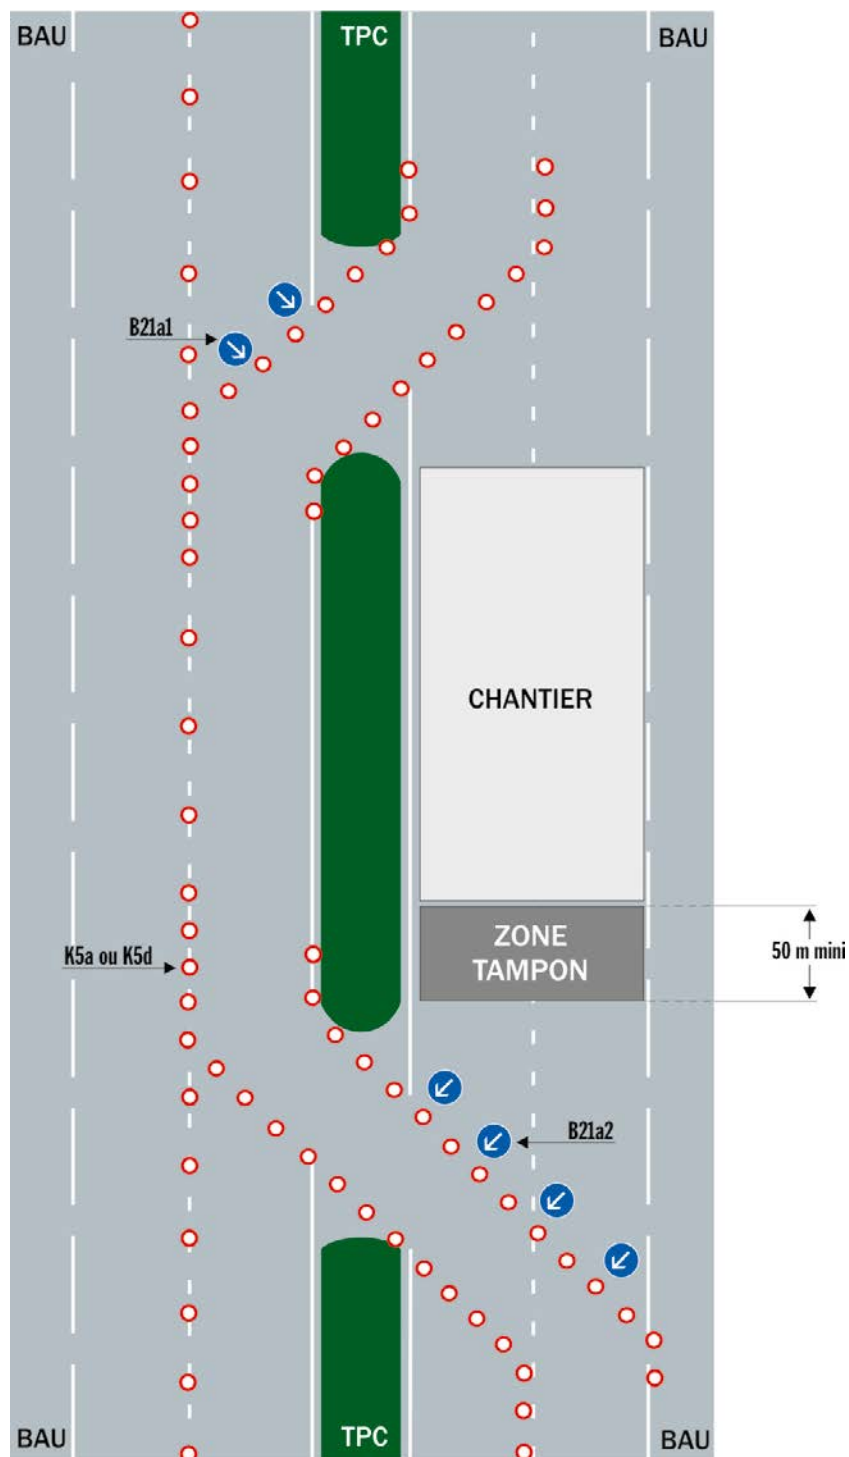 BAU
TPC
BAU
B21a1
CHANTIER
ZONE
TAMPON
50 m mini
K5a ou K5d
B21a2
BAU
TPC
BAU